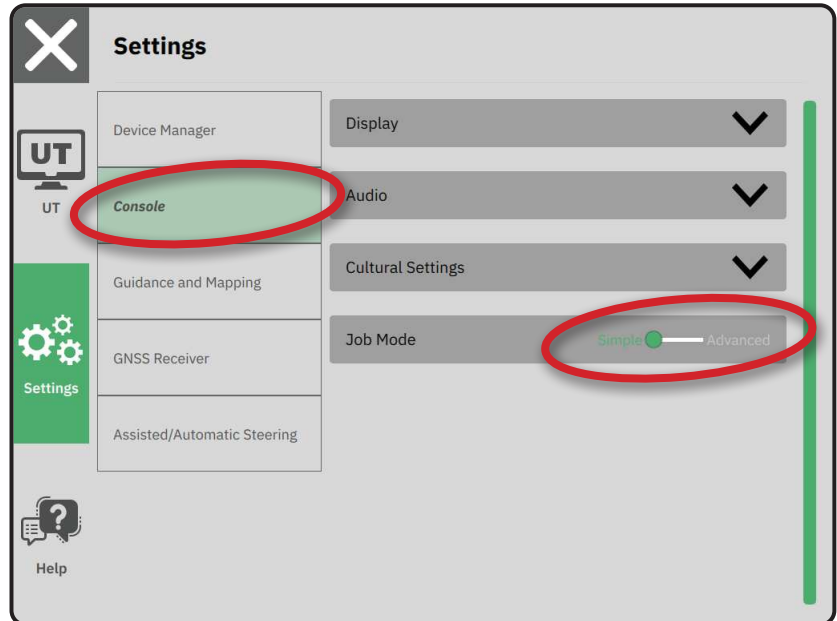 Settings
UT
UT
Settings
Help
Device Manager
Console
Guidance and Mapping
GNSS Receiver
Assisted/Automatic Steering
Display
Audio
Cultural Settings
Job Mode Simple Advanced